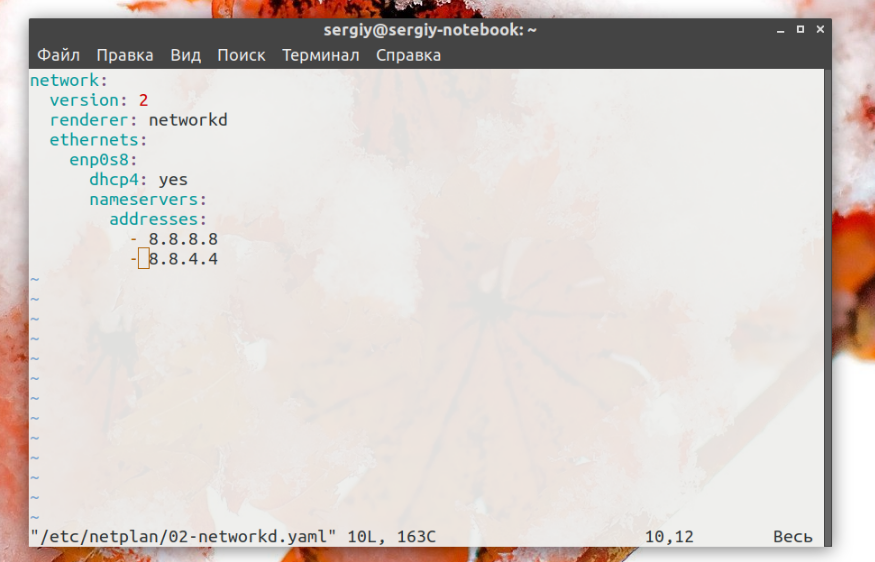 sergiy@sergiy-notebook: ~
Файл Правка Вид Поиск Терминал Справка
network:
  version: 2
  renderer: networkd
  ethernets:
    enp0s8:
      dhcp4: yes
      nameservers:
        addresses:
          - 8.8.8.8
          - 8.8.4.4
~
~
~
~
~
~
~
~
~
~
~
~
~
"/etc/netplan/02-networkd.yaml" 10L, 163C 10,12 Весь